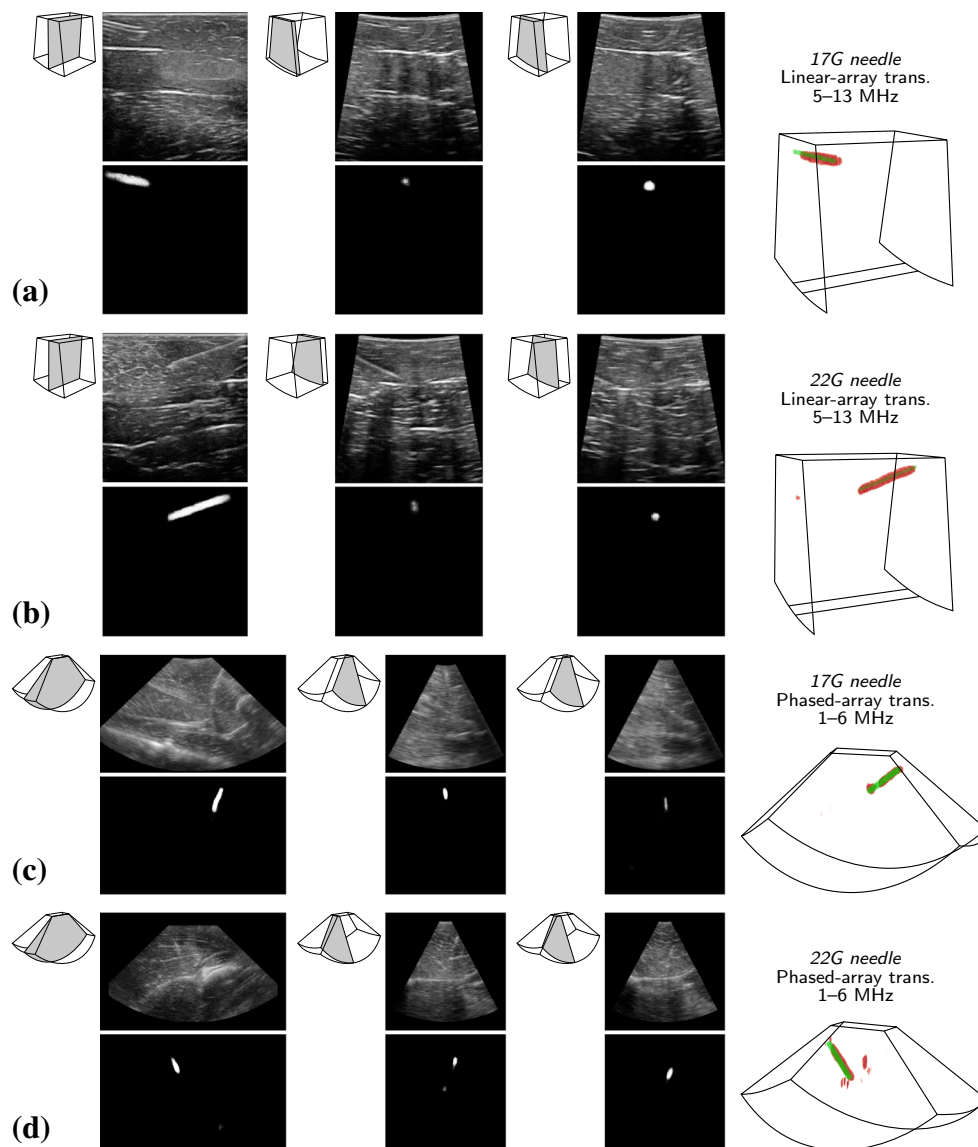 17G needle
Linear-array trans.
5–13 MHz
(a)
22G needle
Linear-array trans.
5–13 MHz
(b)
17G needle
Phased-array trans.
1–6 MHz
(c)
22G needle
Phased-array trans.
1–6 MHz
(d)